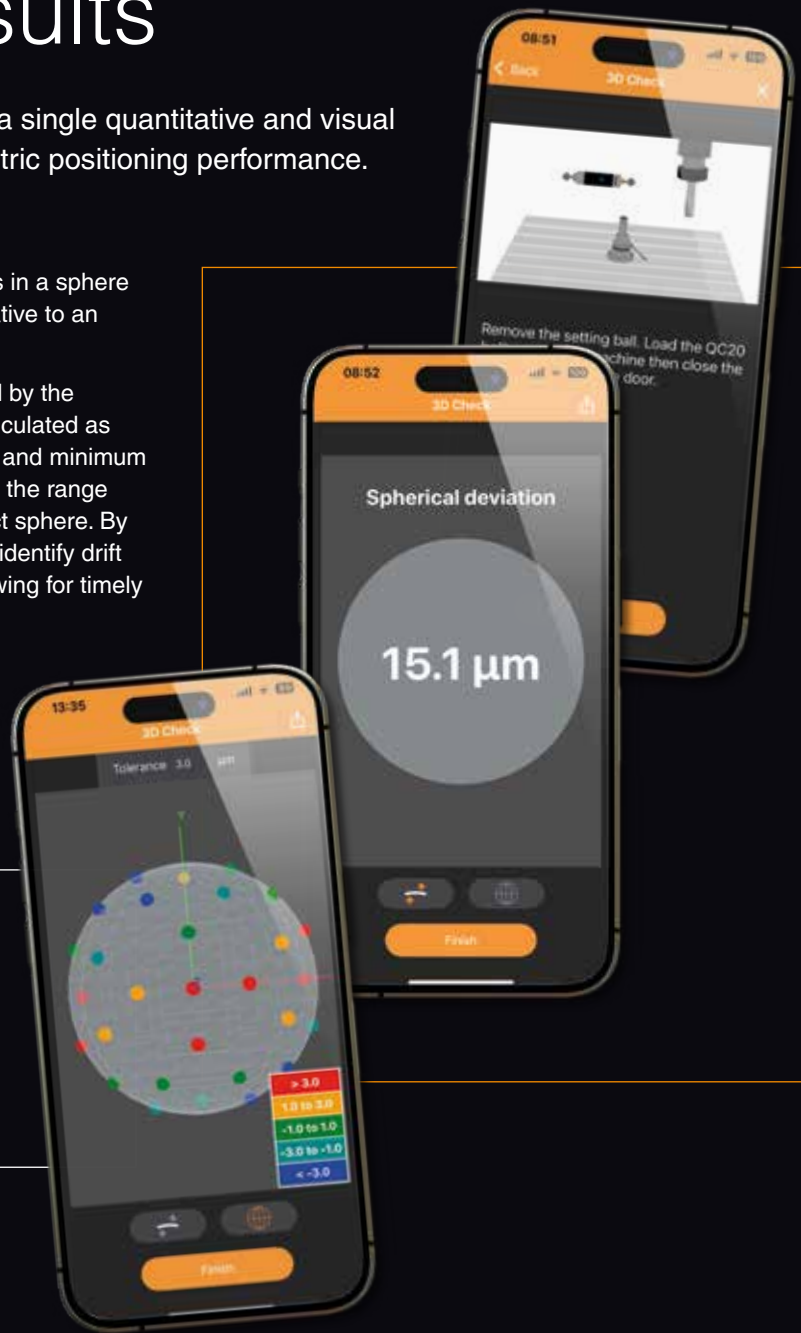 sults
a single quantitative and visual
tric positioning performance.
s in a sphere
tive to an
l by the
culated as
and minimum
the range
ct sphere. By
identify drift
wing for timely
08:51
Back
3D Check
Remove the setting ball. Load the QC20
achine then close the
door.
08:52
3D Check
Spherical deviation
15.1 µm
Finish
13:35
3D Check
Tolerance 3.0 µm
Y
> 3.0
1.0 to 3.0
-1.0 to 1.0
-3.0 to -1.0
< -3.0
Finish